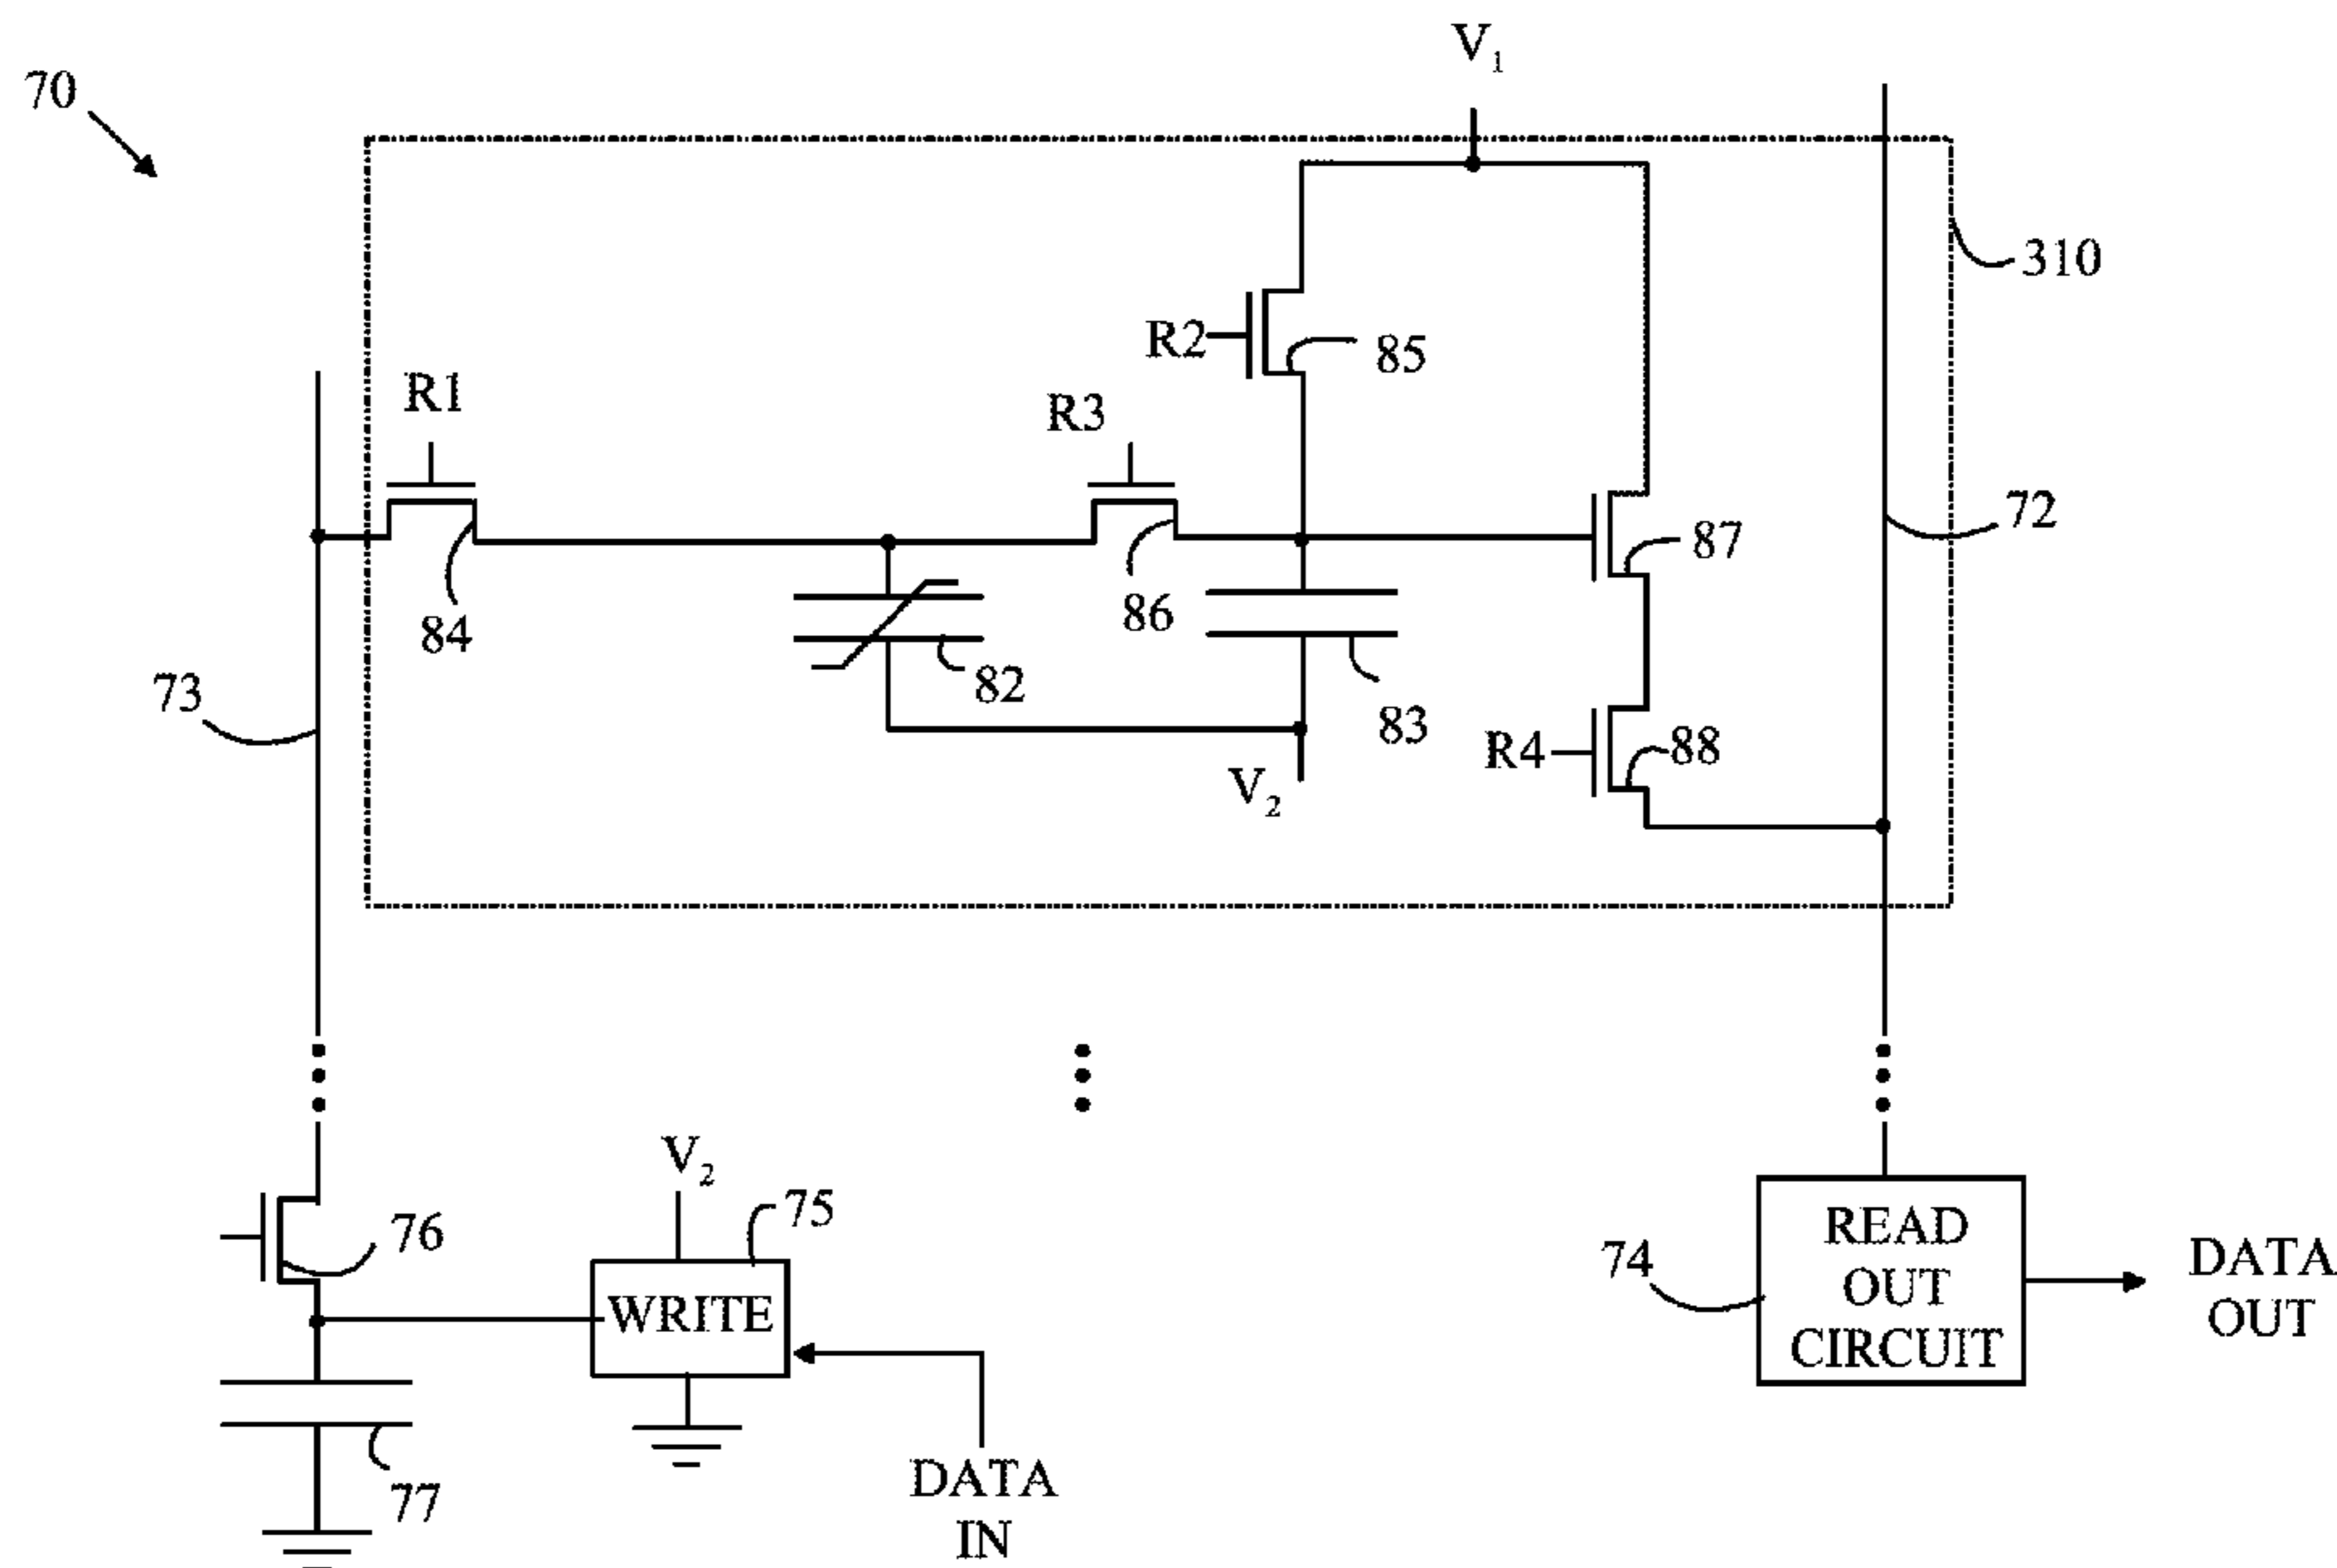 V₁
70
310
R2
85
R1
R3
72
87
86
84
82
73
83
R4
88
V₂
V₂
75
76
WRITE
READ
OUT
CIRCUIT
74
DATA
OUT
77
DATA
IN